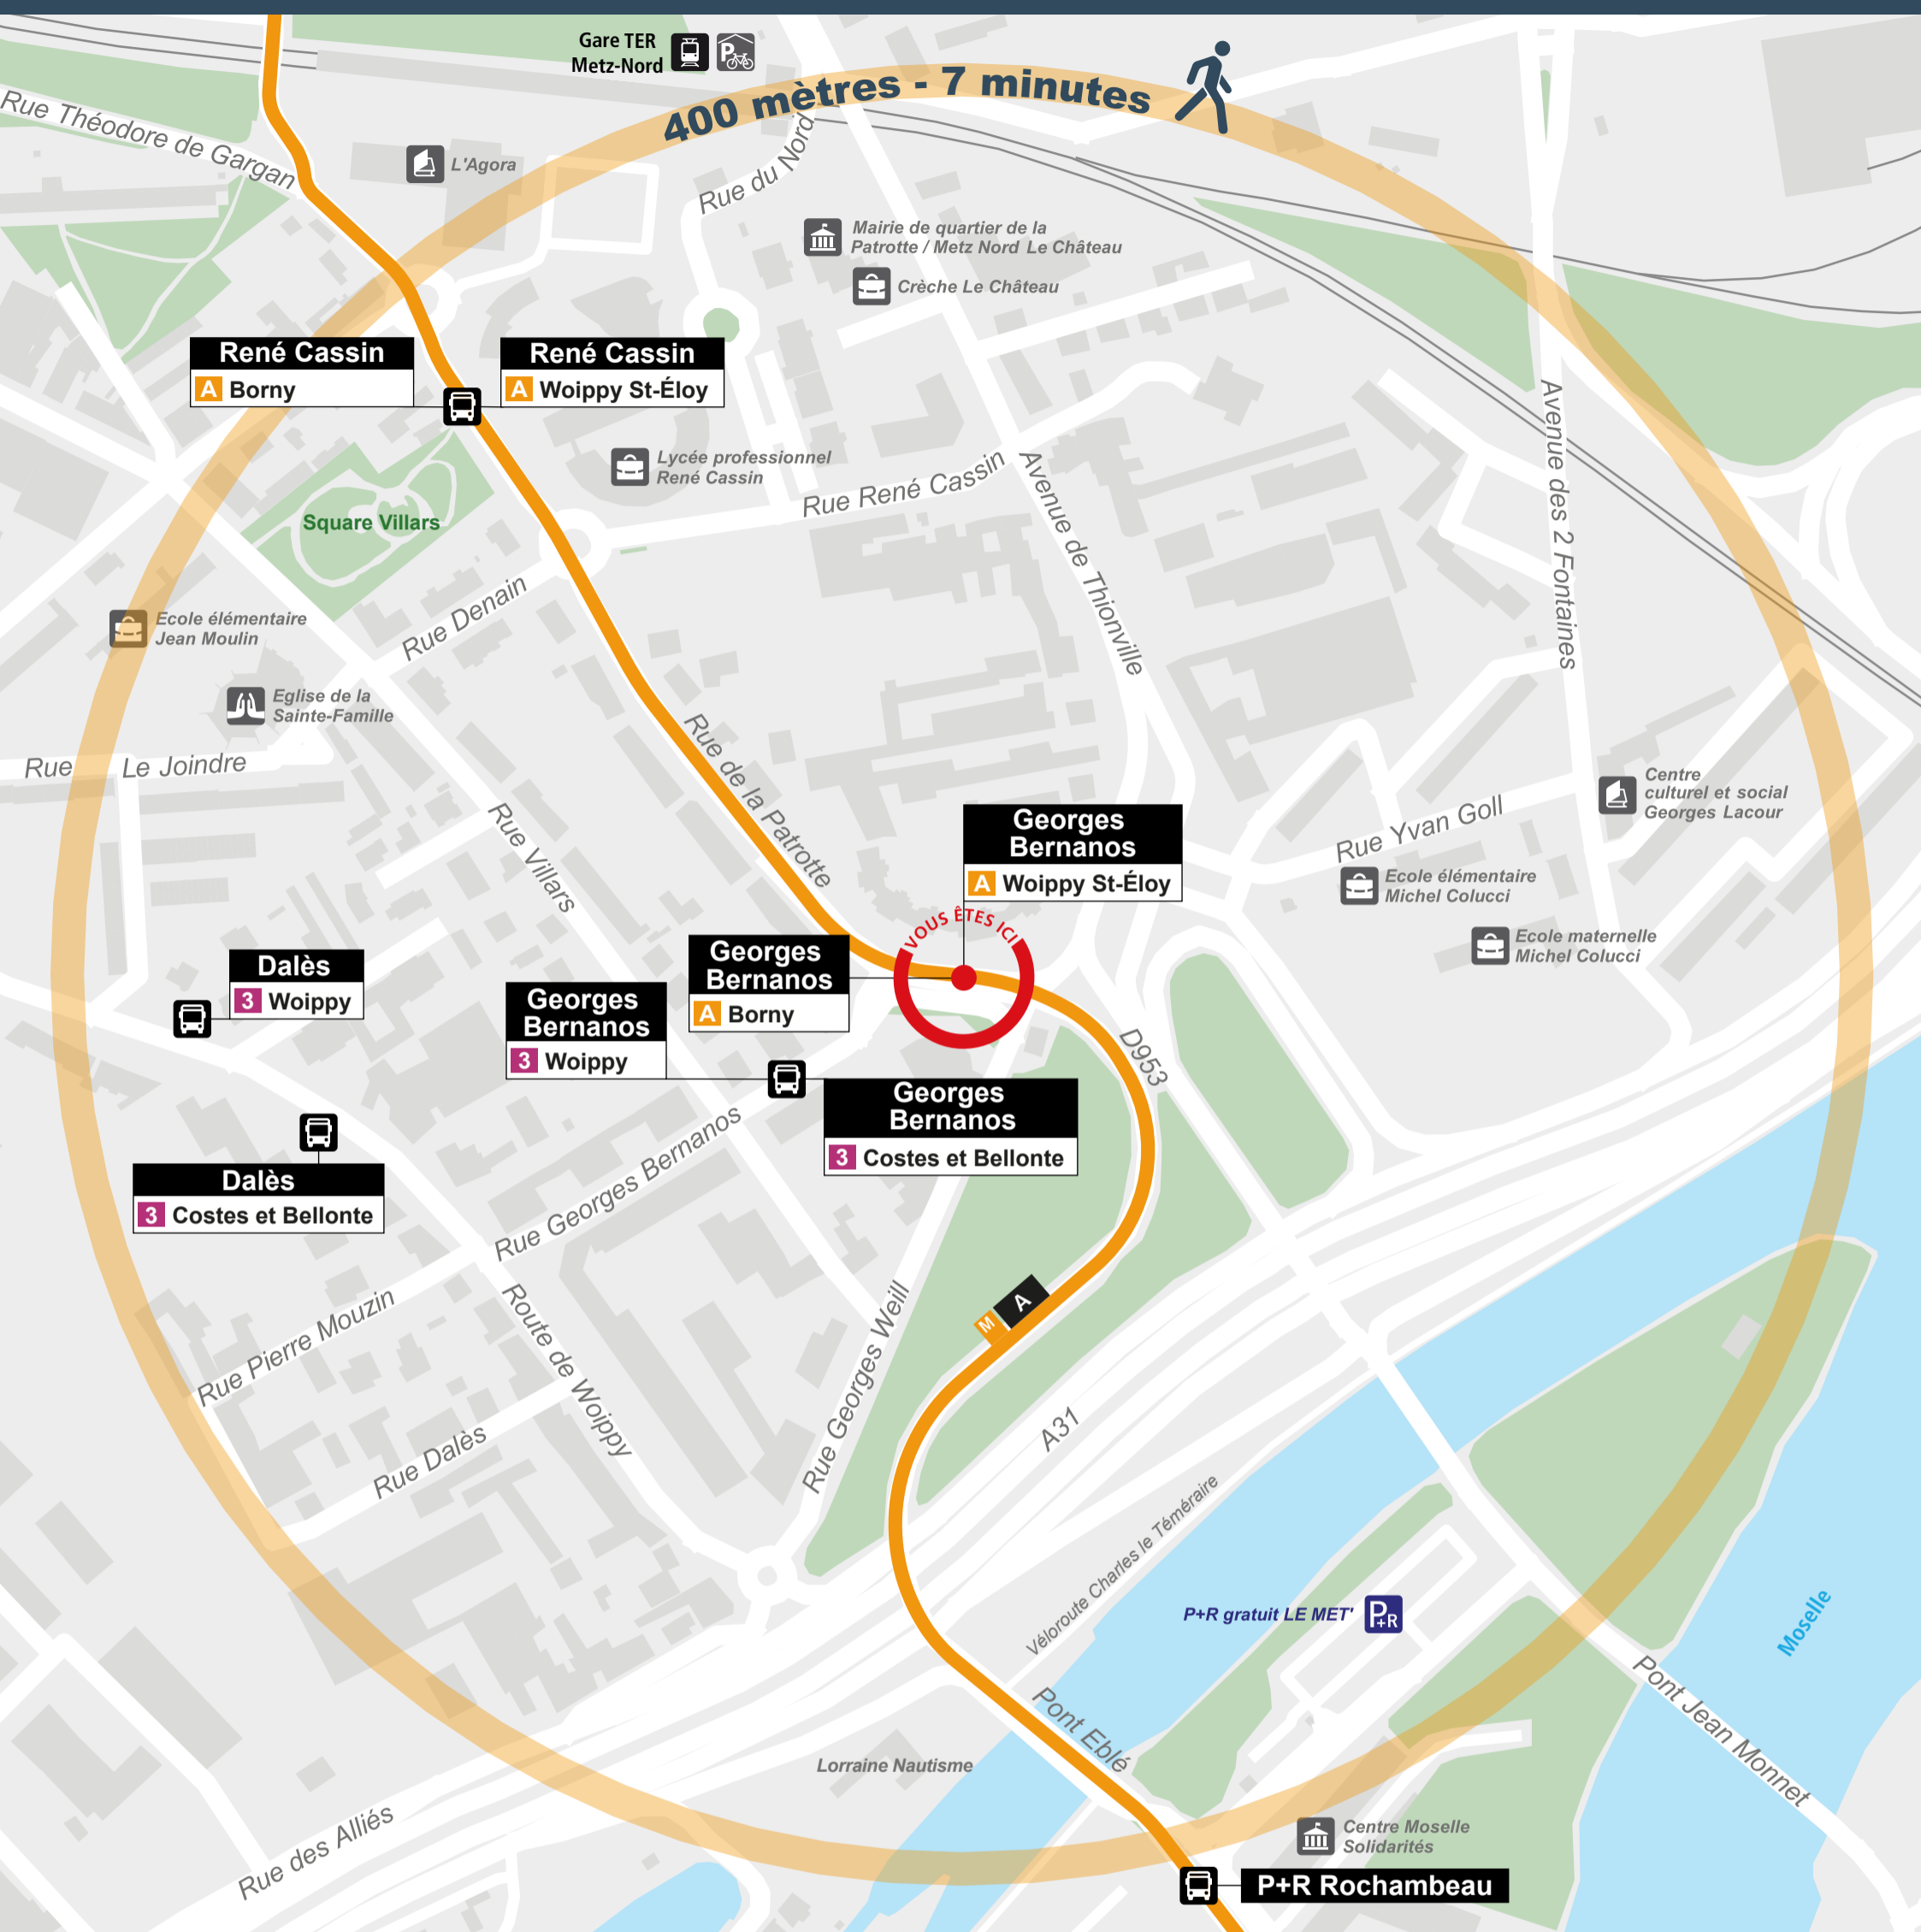 Gare TER
Metz-Nord
P
400 mètres - 7 minutes
Rue Théodore de Gargan
L'Agora
Rue du Nord
Mairie de quartier de la
Patrotte / Metz Nord Le Château
Crèche Le Château
René Cassin
A Borny
René Cassin
A Woippy St-Éloy
Lycée professionnel
René Cassin
Rue René Cassin
Avenue de Thionville
Avenue des 2 Fontaines
Square Villars
Rue Denain
Ecole élémentaire
Jean Moulin
Eglise de la
Sainte-Famille
Rue Le Joindre
Rue Villars
Rue de la Patrotte
Georges
Bernanos
A Woippy St-Éloy
VOUS ÊTES ICI
Rue Yvan Goll
Centre
culturel et social
Georges Lacour
Ecole élémentaire
Michel Colucci
Ecole maternelle
Michel Colucci
Dalès
3 Woippy
Georges
Bernanos
A Borny
Georges
Bernanos
3 Woippy
D953
Georges
Bernanos
3 Costes et Bellonte
Dalès
3 Costes et Bellonte
Rue Georges Bernanos
Rue Pierre Mouzin
Route de Woippy
Rue Dalès
Rue Georges Weill
M A
A31
Véloroute Charles le Téméraire
P+R gratuit LE MET'
P+R
Moselle
Pont Jean Monnet
Pont Eblé
Lorraine Nautisme
Rue des Alliés
Centre Moselle
Solidarités
P+R Rochambeau